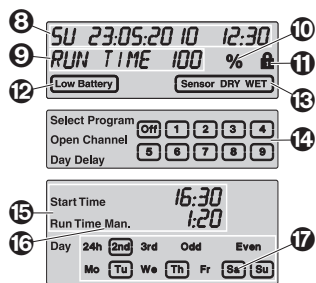 8 SU 23:05:20 10 12:30
9 RUN TIME 100 % 10 11
12 Low Battery Sensor DRY WET 13
Select Program Off 1 2 3 4
Open Channel 14
Day Delay 5 6 7 8 9
15 Start Time 16:30
16 Run Time Man. 1:20
Day 24h 2nd 3rd Odd Even 17
Mo Tu We Th Fr Sa Su